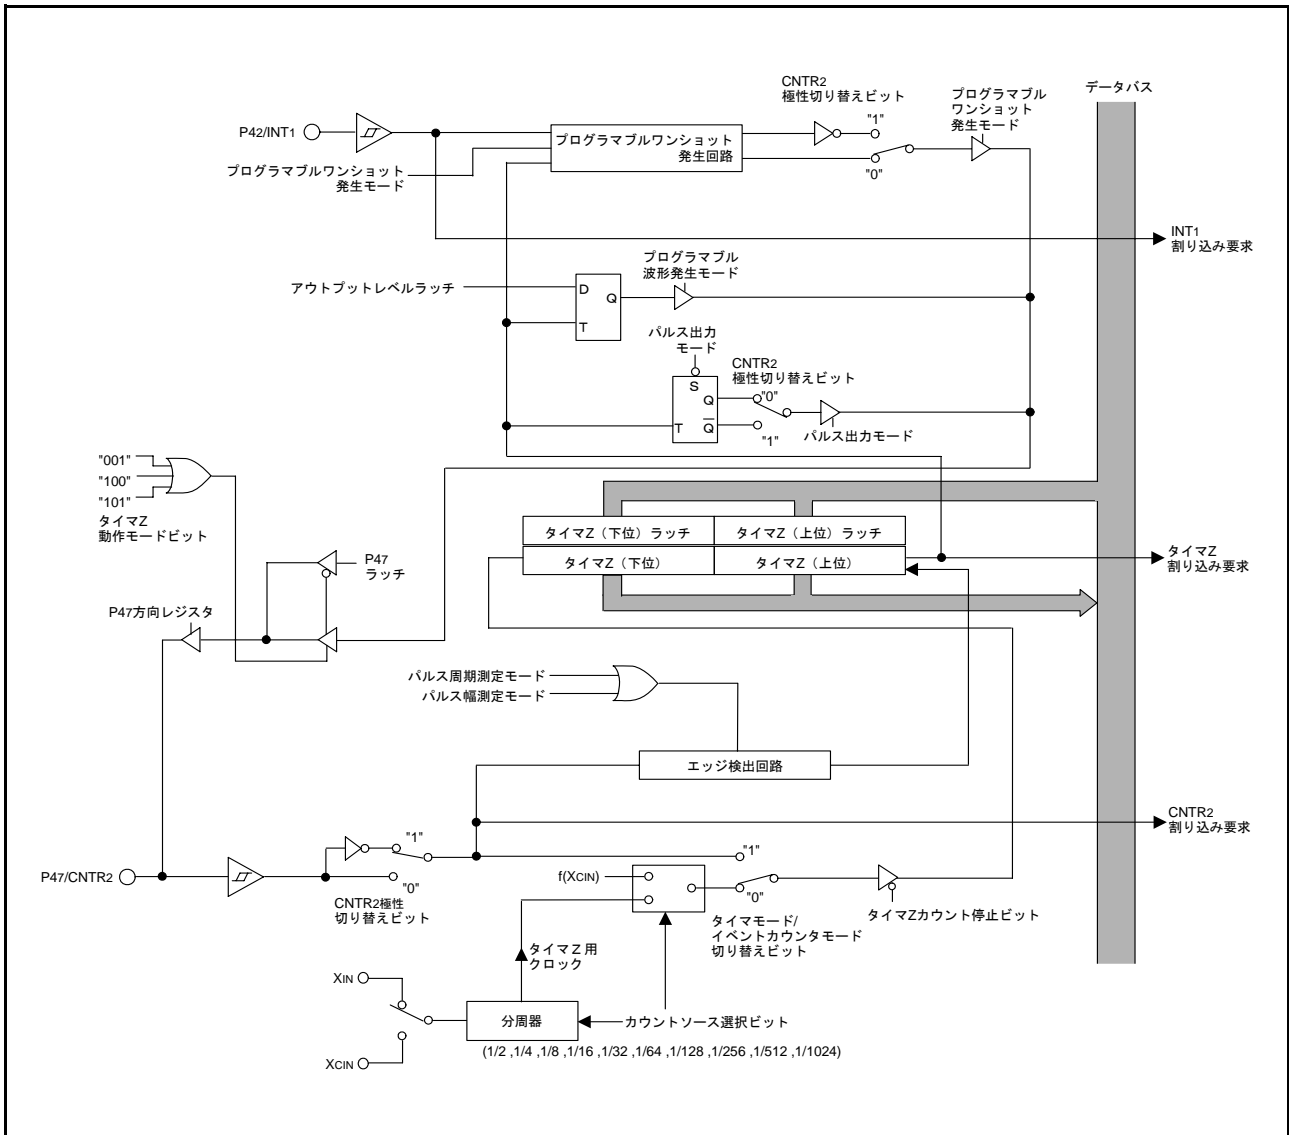 CNTR2
極性切り替えビット
プログラマブル
ワンショット
発生モード
データバス
P42/INT1
"1"
プログラマブルワンショット
発生回路
"0"
プログラマブルワンショット
発生モード
INT1
割り込み要求
プログラマブル
波形発生モード
アウトプットレベルラッチ
D
Q
T
パルス出力
モード
CNTR2
極性切り替えビット
S
Q
"0"
T
Q
"1"
パルス出力モード
"001"
"100"
"101"
タイマZ
動作モードビット
タイマZ（下位）ラッチ
タイマZ（上位）ラッチ
タイマZ（下位）
タイマZ（上位）
タイマZ
割り込み要求
P47
ラッチ
P47方向レジスタ
パルス周期測定モード
パルス幅測定モード
エッジ検出回路
CNTR2
割り込み要求
"1"
"1"
P47/CNTR2
"0"
f(XCIN)
"0"
CNTR2極性
切り替えビット
タイマZカウント停止ビット
タイマモード/
イベントカウンタモード
切り替えビット
タイマＺ用
クロック
XIN
分周器
カウントソース選択ビット
(1/2 ,1/4 ,1/8 ,1/16 ,1/32 ,1/64 ,1/128 ,1/256 ,1/512 ,1/1024)
XCIN